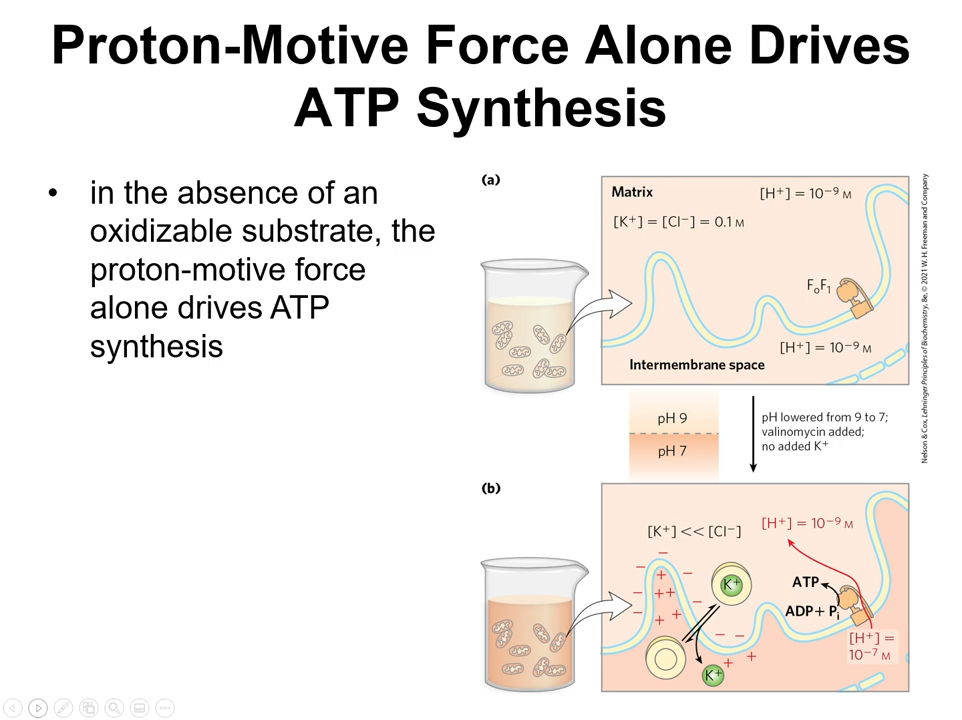 Proton-Motive Force Alone Drives
ATP Synthesis
• in the absence of an
oxidizable substrate, the
proton-motive force
alone drives ATP
synthesis
(a)
Matrix
[H⁺] = 10⁻⁹ M
[K⁺] = [Cl⁻] = 0.1 M
FₒF₁
[H⁺] = 10⁻⁹ M
Intermembrane space
pH 9
pH 7
pH lowered from 9 to 7;
valinomycin added;
no added K⁺
(b)
[K⁺] << [Cl⁻]
[H⁺] = 10⁻⁹ M
K⁺
ATP
ADP + Pᵢ
[H⁺] =
10⁻⁷ M
K⁺
Nelson & Cox, Lehninger Principles of Biochemistry, 8e, © 2021 W. H. Freeman and Company